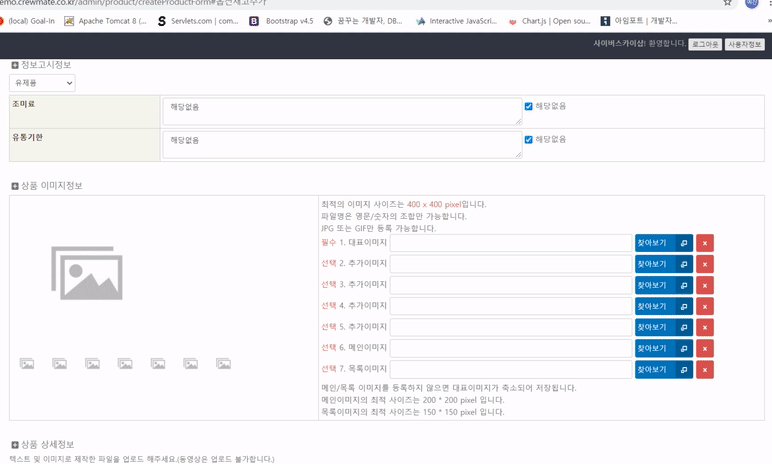 emo.crewmate.co.kr/admin/product/createProductForm#옵션재고추가
(local) Goal-In
Apache Tomcat 8 (...
Servlets.com | com...
Bootstrap v4.5
꿈꾸는 개발자, DB...
Interactive JavaScri...
Chart.js | Open sou...
아임포트 | 개발자...
사이버스카이샵! 환영합니다. 로그아웃 사용자정보
정보고시정보
유제품
조미료 해당없음 해당없음
유통기한 해당없음 해당없음
상품 이미지정보
최적의 이미지 사이즈는 400 x 400 pixel입니다.
파일명은 영문/숫자의 조합만 가능합니다.
JPG 또는 GIF만 등록 가능합니다.
필수 1. 대표이미지 찾아보기 x
선택 2. 추가이미지 찾아보기 x
선택 3. 추가이미지 찾아보기 x
선택 4. 추가이미지 찾아보기 x
선택 5. 추가이미지 찾아보기 x
선택 6. 메인이미지 찾아보기 x
선택 7. 목록이미지 찾아보기 x
메인/목록 이미지를 등록하지 않으면 대표이미지가 축소되어 저장됩니다.
메인이미지의 최적 사이즈는 200 * 200 pixel 입니다.
목록이미지의 최적 사이즈는 150 * 150 pixel 입니다.
상품 상세정보
텍스트 및 이미지로 제작한 파일을 업로드 해주세요.(동영상은 업로드 불가합니다.)